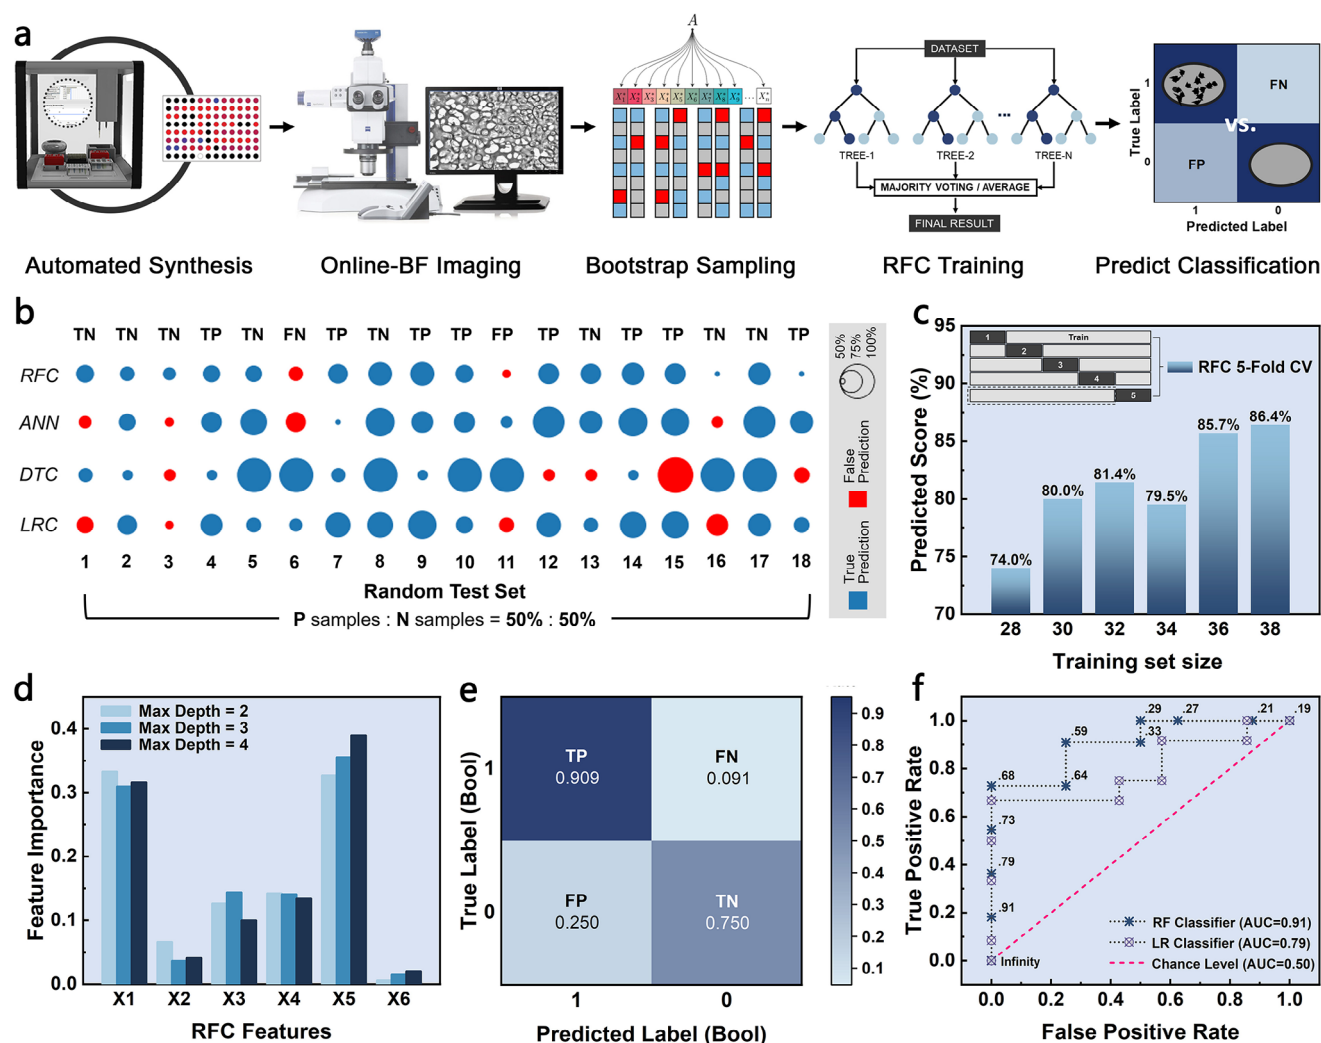 a
A
X₁* X₂* X₃* X₄* X₅* X₆* X₇* X₈* X₉* ... Xₙ*
DATASET
...
TREE-1 TREE-2 TREE-N
MAJORITY VOTING / AVERAGE
FINAL RESULT
True Label
1
0
FN
vs.
FP
1 0
Predicted Label
Automated Synthesis Online-BF Imaging Bootstrap Sampling RFC Training Predict Classification
b
TN TN TN TP TN FN TP TN TP TP FP TP TN TP TP TN TN TP
RFC
ANN
DTC
LRC
1 2 3 4 5 6 7 8 9 10 11 12 13 14 15 16 17 18
Random Test Set
P samples : N samples = 50% : 50%
50%
75%
100%
False Prediction
True Prediction
c
Predicted Score (%)
95
90
85
80
75
70
1 Train
2
3
4
5
RFC 5-Fold CV
74.0% 80.0% 81.4% 79.5% 85.7% 86.4%
28 30 32 34 36 38
Training set size
d
Feature Importance
0.4
0.3
0.2
0.1
0.0
Max Depth = 2
Max Depth = 3
Max Depth = 4
X1 X2 X3 X4 X5 X6
RFC Features
e
True Label (Bool)
1
0
TP
0.909
FN
0.091
FP
0.250
TN
0.750
1 0
Predicted Label (Bool)
0.9
0.8
0.7
0.6
0.5
0.4
0.3
0.2
0.1
f
True Positive Rate
1.0
0.8
0.6
0.4
0.2
0.0
.29 .27 .21 .19
.59 .33
.68 .64
.73
.79
.91
Infinity
RF Classifier (AUC=0.91)
LR Classifier (AUC=0.79)
Chance Level (AUC=0.50)
0.0 0.2 0.4 0.6 0.8 1.0
False Positive Rate